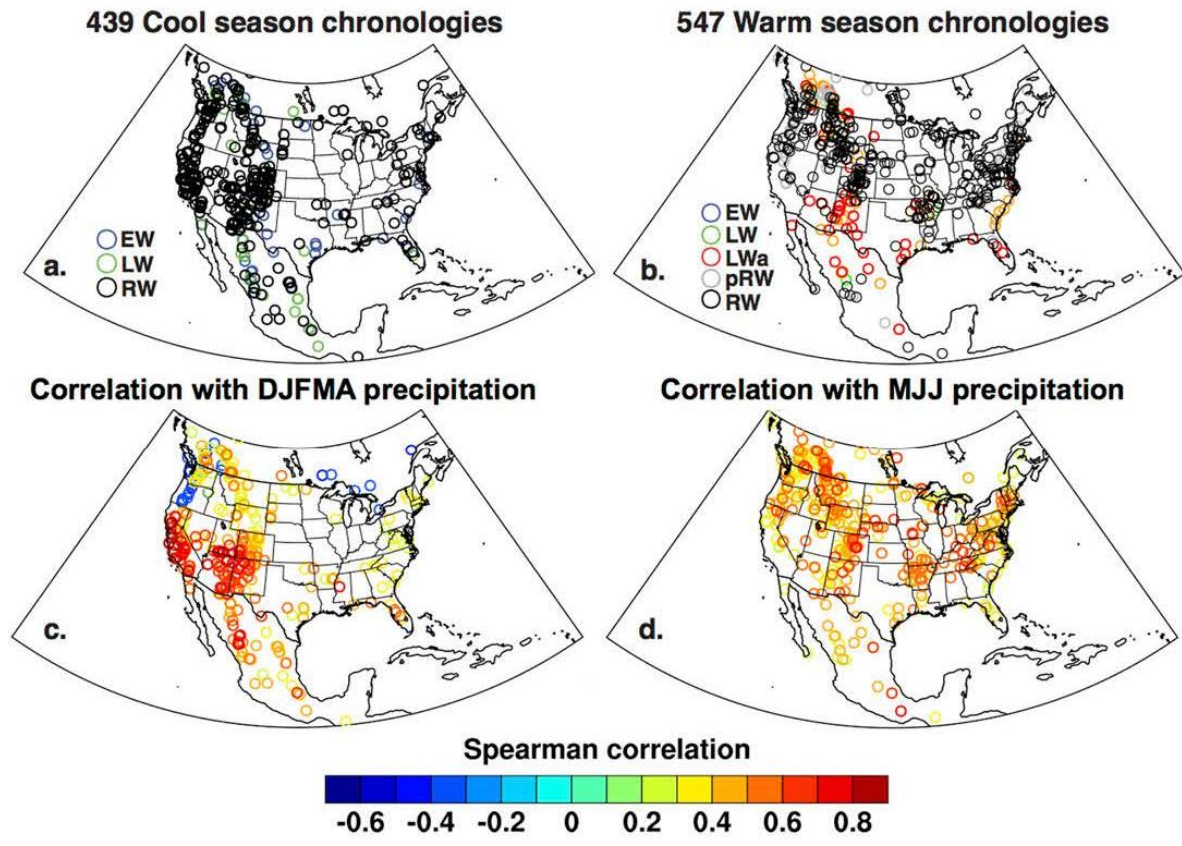 439 Cool season chronologies
547 Warm season chronologies
EW
LW
RW
a.
EW
LW
LWa
pRW
RW
b.
Correlation with DJFMA precipitation
Correlation with MJJ precipitation
c.
d.
Spearman correlation
-0.6 -0.4 -0.2 0 0.2 0.4 0.6 0.8